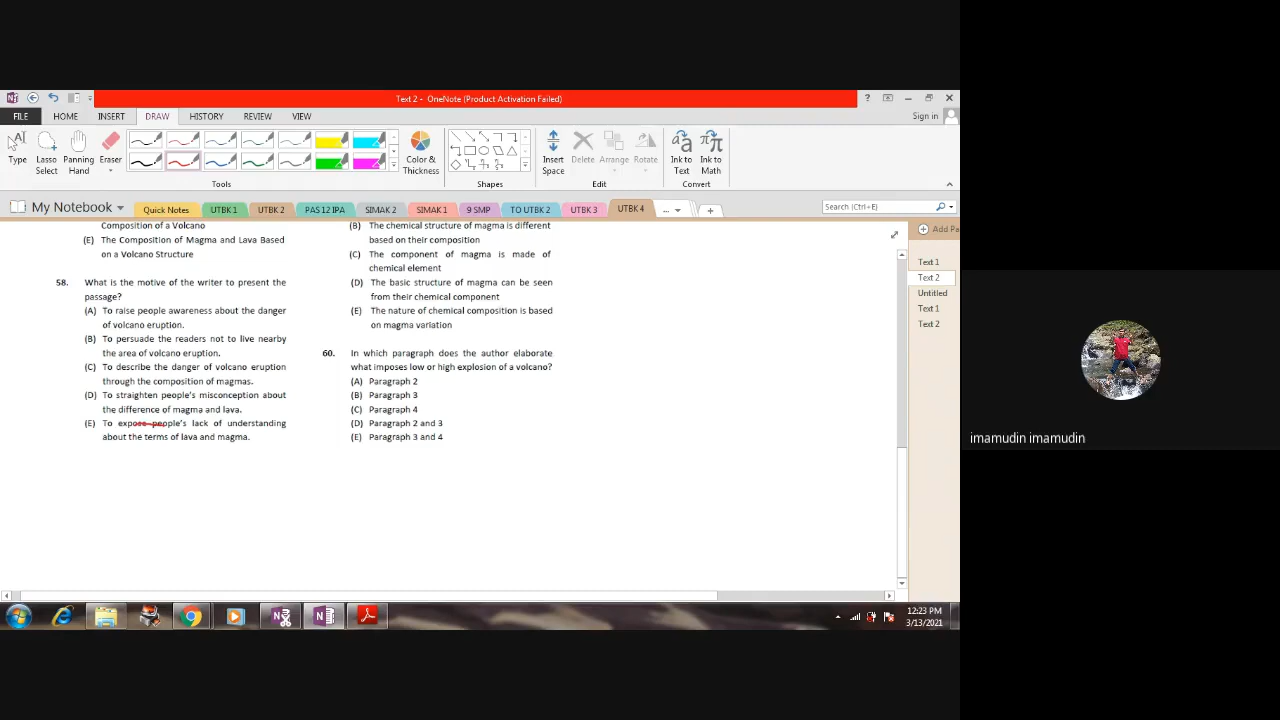 Text 2 - OneNote (Product Activation Failed)
FILE HOME INSERT DRAW HISTORY REVIEW VIEW
Sign in
Type
Lasso Select
Panning Hand
Eraser
Color & Thickness
Insert Space
Delete
Arrange
Rotate
Ink to Text
Ink to Math
Tools
Shapes
Edit
Convert
My Notebook
Quick Notes UTBK 1 UTBK 2 PAS 12 IPA SIMAK 2 SIMAK 1 9 SMP TO UTBK 2 UTBK 3 UTBK 4 ...
Search (Ctrl+E)
Composition of a Volcano
(E) The Composition of Magma and Lava Based
on a Volcano Structure
58. What is the motive of the writer to present the
passage?
(A) To raise people awareness about the danger
of volcano eruption.
(B) To persuade the readers not to live nearby
the area of volcano eruption.
(C) To describe the danger of volcano eruption
through the composition of magmas.
(D) To straighten people's misconception about
the difference of magma and lava.
(E) To expose people's lack of understanding
about the terms of lava and magma.
(B) The chemical structure of magma is different
based on their composition
(C) The component of magma is made of
chemical element
(D) The basic structure of magma can be seen
from their chemical component
(E) The nature of chemical composition is based
on magma variation
60. In which paragraph does the author elaborate
what imposes low or high explosion of a volcano?
(A) Paragraph 2
(B) Paragraph 3
(C) Paragraph 4
(D) Paragraph 2 and 3
(E) Paragraph 3 and 4
Add Pa
Text 1
Text 2
Untitled
Text 1
Text 2
imamudin imamudin
12:23 PM
3/13/2021